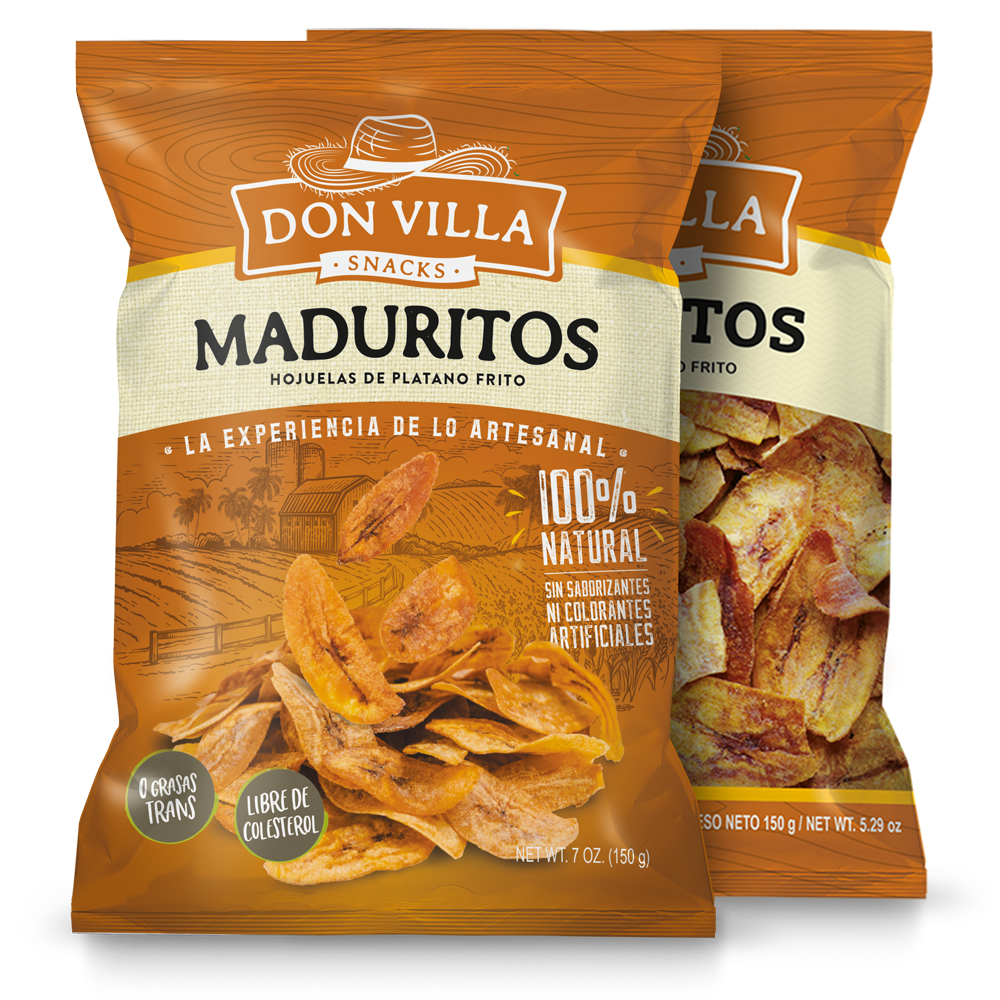 DON VILLA
· SNACKS ·
MADURITOS
HOJUELAS DE PLATANO FRITO
LA EXPERIENCIA DE LO ARTESANAL
100%
NATURAL
SIN SABORIZANTES
NI COLORANTES
ARTIFICIALES
0 GRASAS
TRANS
LIBRE DE
COLESTEROL
NET WT. 7 OZ. (150 g)
LLA
TOS
FRITO
ESO NETO 150 g / NET WT. 5.29 oz